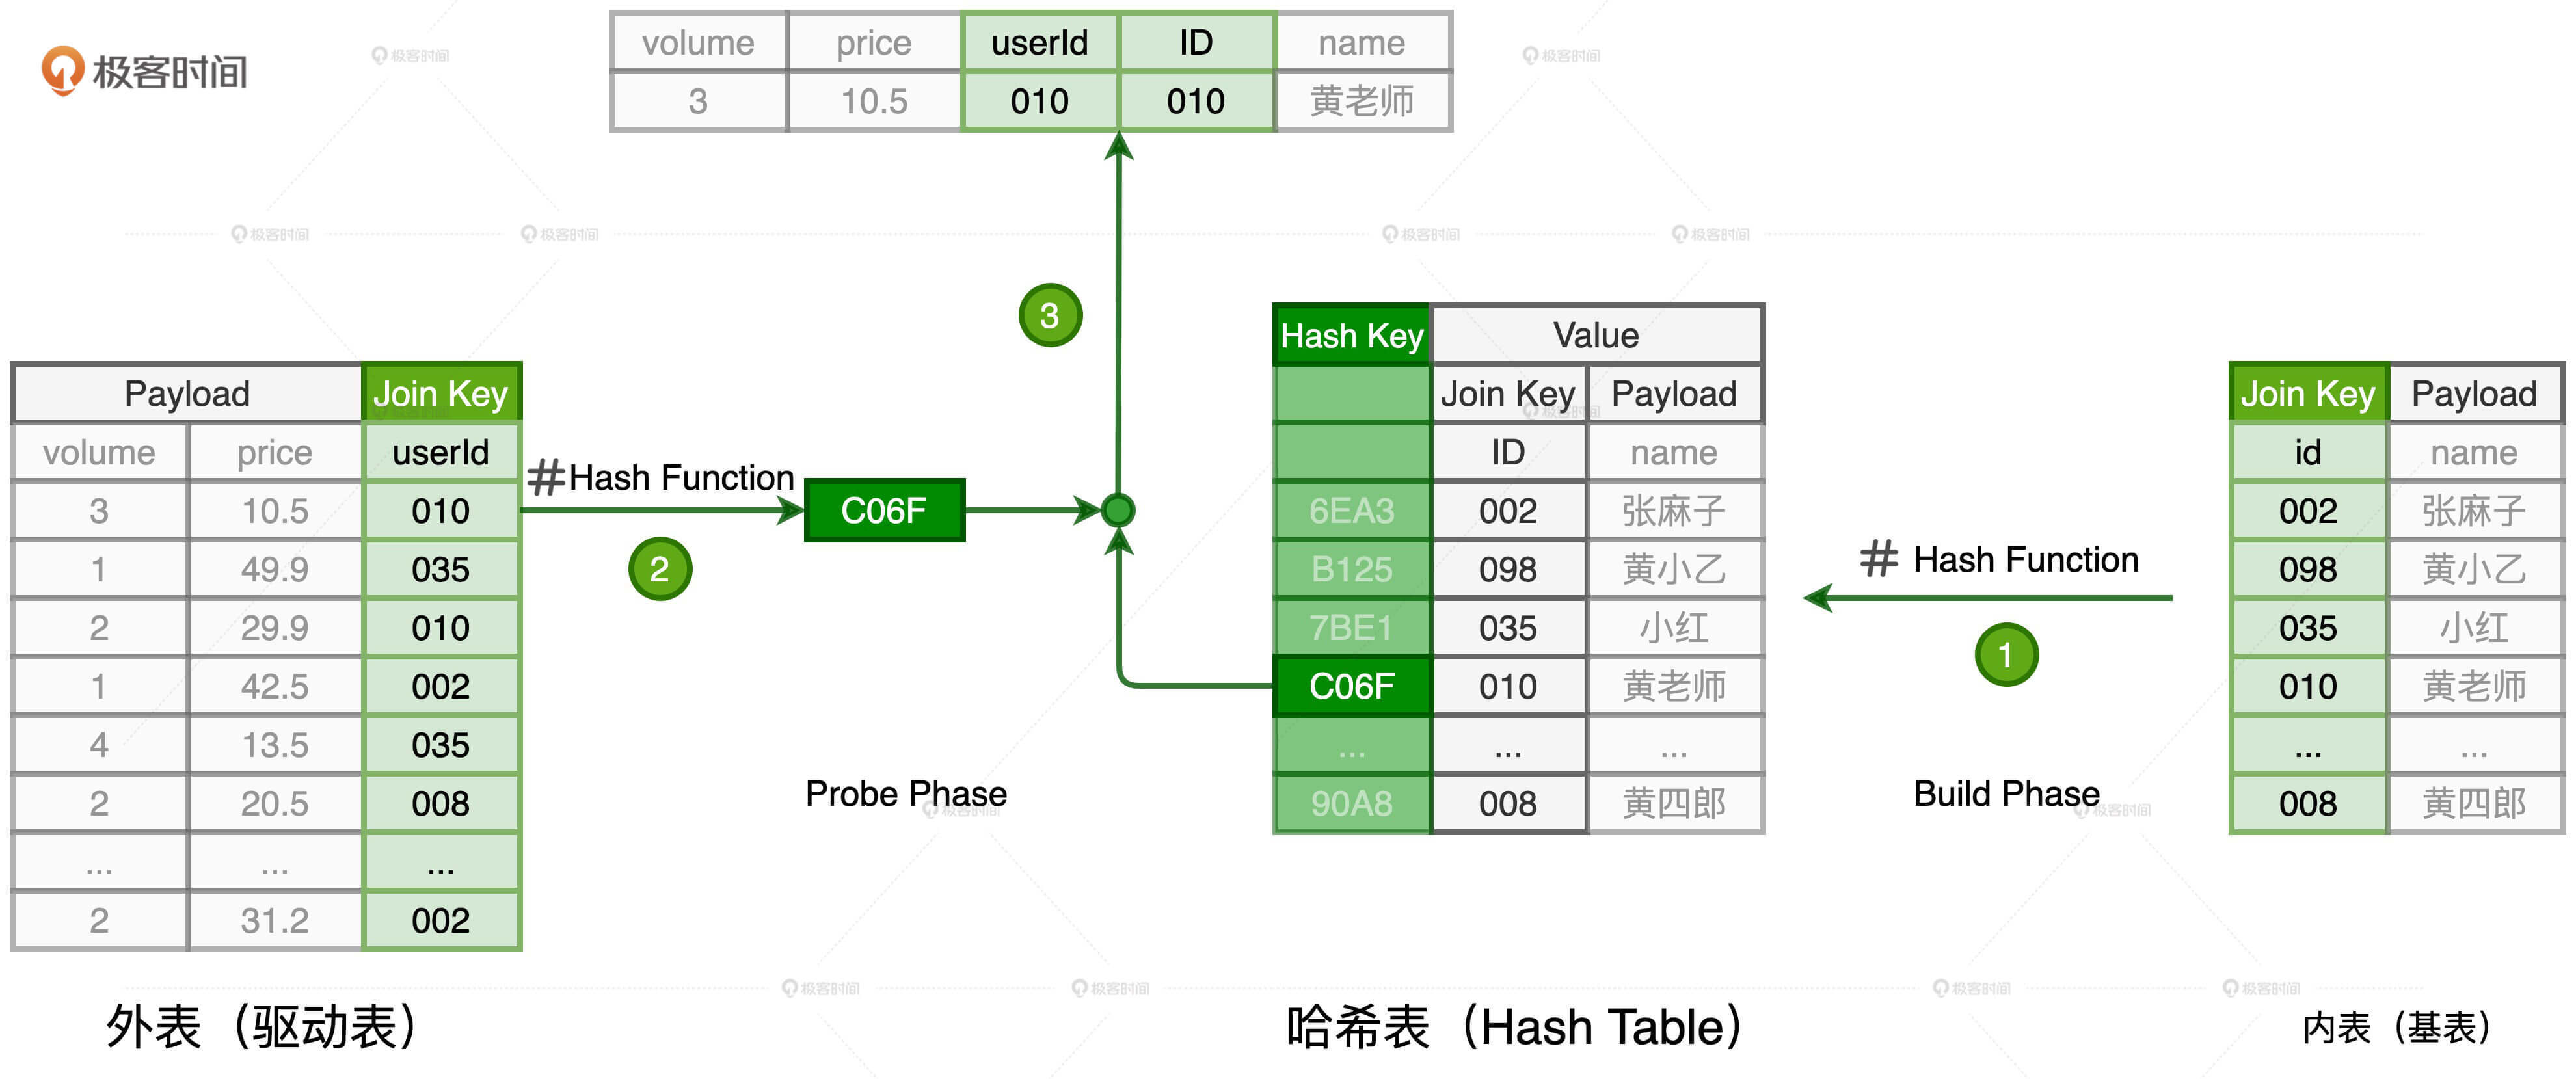 极客时间
volume price userId ID name
3 10.5 010 010 黄老师
3
Payload Join Key
volume price userId
3 10.5 010
1 49.9 035
2 29.9 010
1 42.5 002
4 13.5 035
2 20.5 008
... ... ...
2 31.2 002
外表（驱动表）
#Hash Function
C06F
2
Probe Phase
Hash Key Value
Join Key Payload
ID name
6EA3 002 张麻子
B125 098 黄小乙
7BE1 035 小红
C06F 010 黄老师
... ... ...
90A8 008 黄四郎
哈希表（Hash Table）
# Hash Function
1
Build Phase
Join Key Payload
id name
002 张麻子
098 黄小乙
035 小红
010 黄老师
... ...
008 黄四郎
内表（基表）